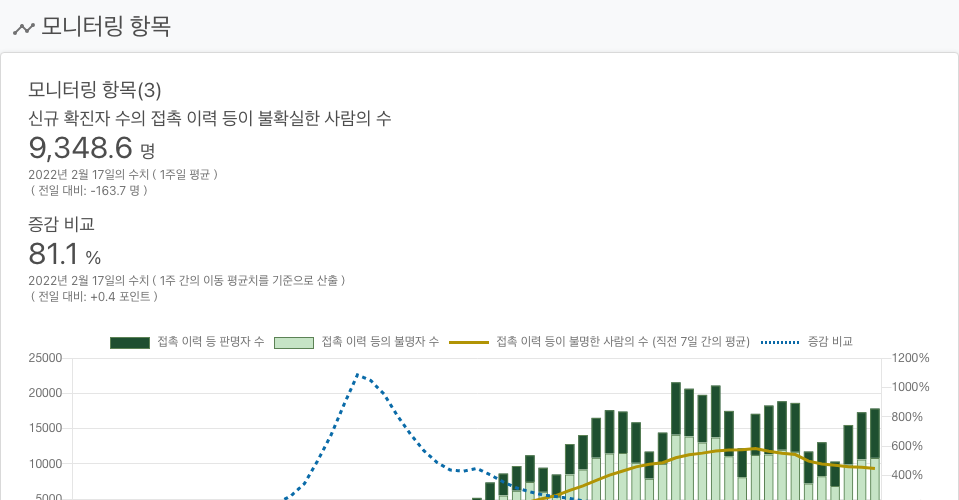 모니터링 항목
모니터링 항목(3)
신규 확진자 수의 접촉 이력 등이 불확실한 사람의 수
9,348.6 명
2022년 2월 17일의 수치 ( 1주일 평균 )
( 전일 대비: -163.7 명 )
증감 비교
81.1 %
2022년 2월 17일의 수치 ( 1주 간의 이동 평균치를 기준으로 산출 )
( 전일 대비: +0.4 포인트 )
접촉 이력 등 판명자 수 접촉 이력 등의 불명자 수 접촉 이력 등이 불명한 사람의 수 (직전 7일 간의 평균) 증감 비교
25000 1200%
20000 1000%
15000 800%
10000 600%
5000 400%